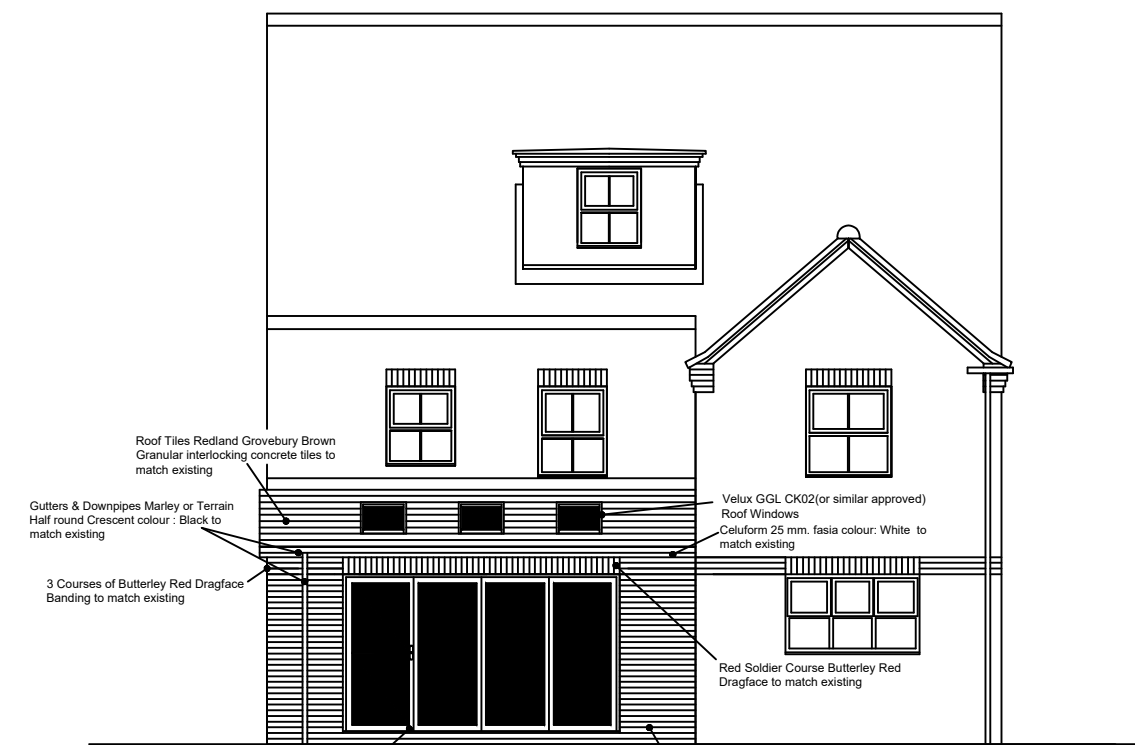 Roof Tiles Redland Grovebury Brown
Granular interlocking concrete tiles to
match existing
Gutters & Downpipes Marley or Terrain
Half round Crescent colour : Black to
match existing
3 Courses of Butterley Red Dragface
Banding to match existing
Velux GGL CK02(or similar approved)
Roof Windows
Celuform 25 mm. fasia colour: White to
match existing
Red Soldier Course Butterley Red
Dragface to match existing